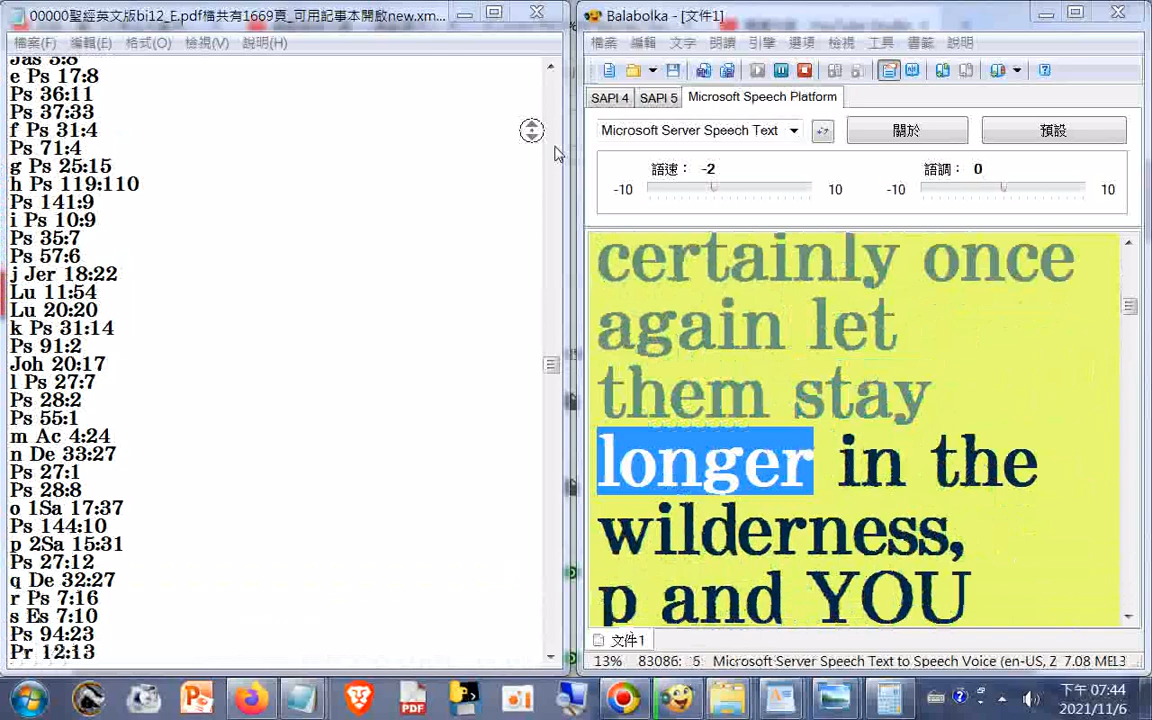 00000聖經英文版bi12_E.pdf檔共有1669頁_可用記事本開啟new.xm...
檔案(F) 編輯(E) 格式(O) 檢視(V) 說明(H)
Jas 5:8
e Ps 17:8
Ps 36:11
Ps 37:33
f Ps 31:4
Ps 71:4
g Ps 25:15
h Ps 119:110
Ps 141:9
i Ps 10:9
Ps 35:7
Ps 57:6
j Jer 18:22
Lu 11:54
Lu 20:20
k Ps 31:14
Ps 91:2
Joh 20:17
l Ps 27:7
Ps 28:2
Ps 55:1
m Ac 4:24
n De 33:27
Ps 27:1
Ps 28:8
o 1Sa 17:37
Ps 144:10
p 2Sa 15:31
Ps 27:12
q De 32:27
r Ps 7:16
s Es 7:10
Ps 94:23
Pr 12:13
Balabolka - [文件1]
檔案 編輯 文字 朗讀 引擎 選項 檢視 工具 書籤 說明
SAPI 4 SAPI 5 Microsoft Speech Platform
Microsoft Server Speech Text 關於 預設
語速： -2 語調： 0
-10 10 -10 10
certainly once
again let
them stay
longer in the
wilderness,
p and YOU
文件1
13% 83086: 5 Microsoft Server Speech Text to Speech Voice (en-US, Z 7.08 МЕ13
PDF
下午 07:44
2021/11/6